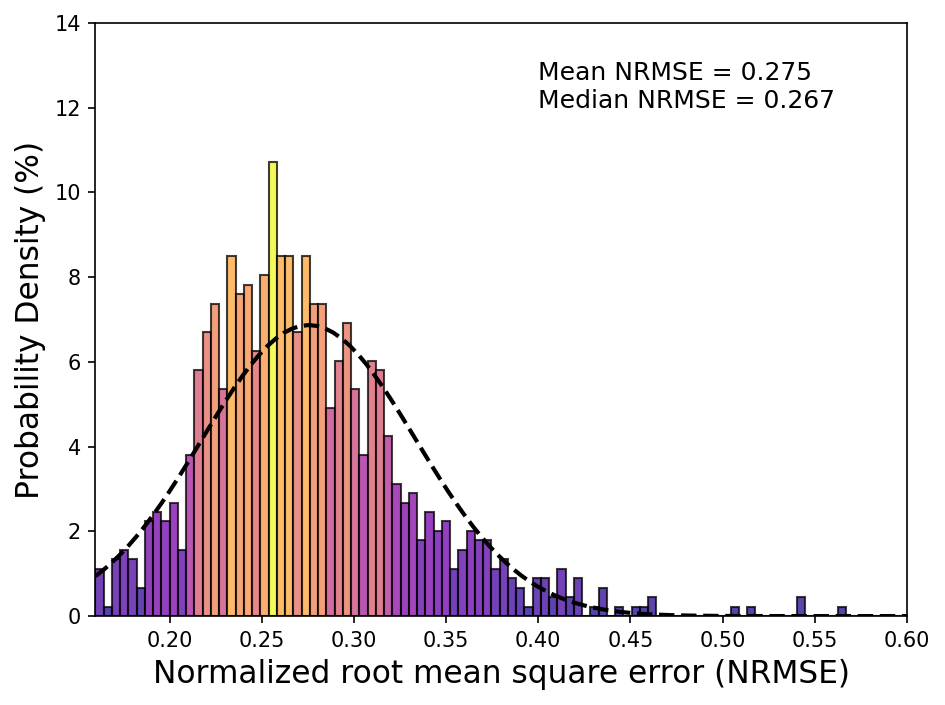 Mean NRMSE = 0.275
Median NRMSE = 0.267
Probability Density (%)
14
12
10
8
6
4
2
0
0.20 0.25 0.30 0.35 0.40 0.45 0.50 0.55 0.60
Normalized root mean square error (NRMSE)